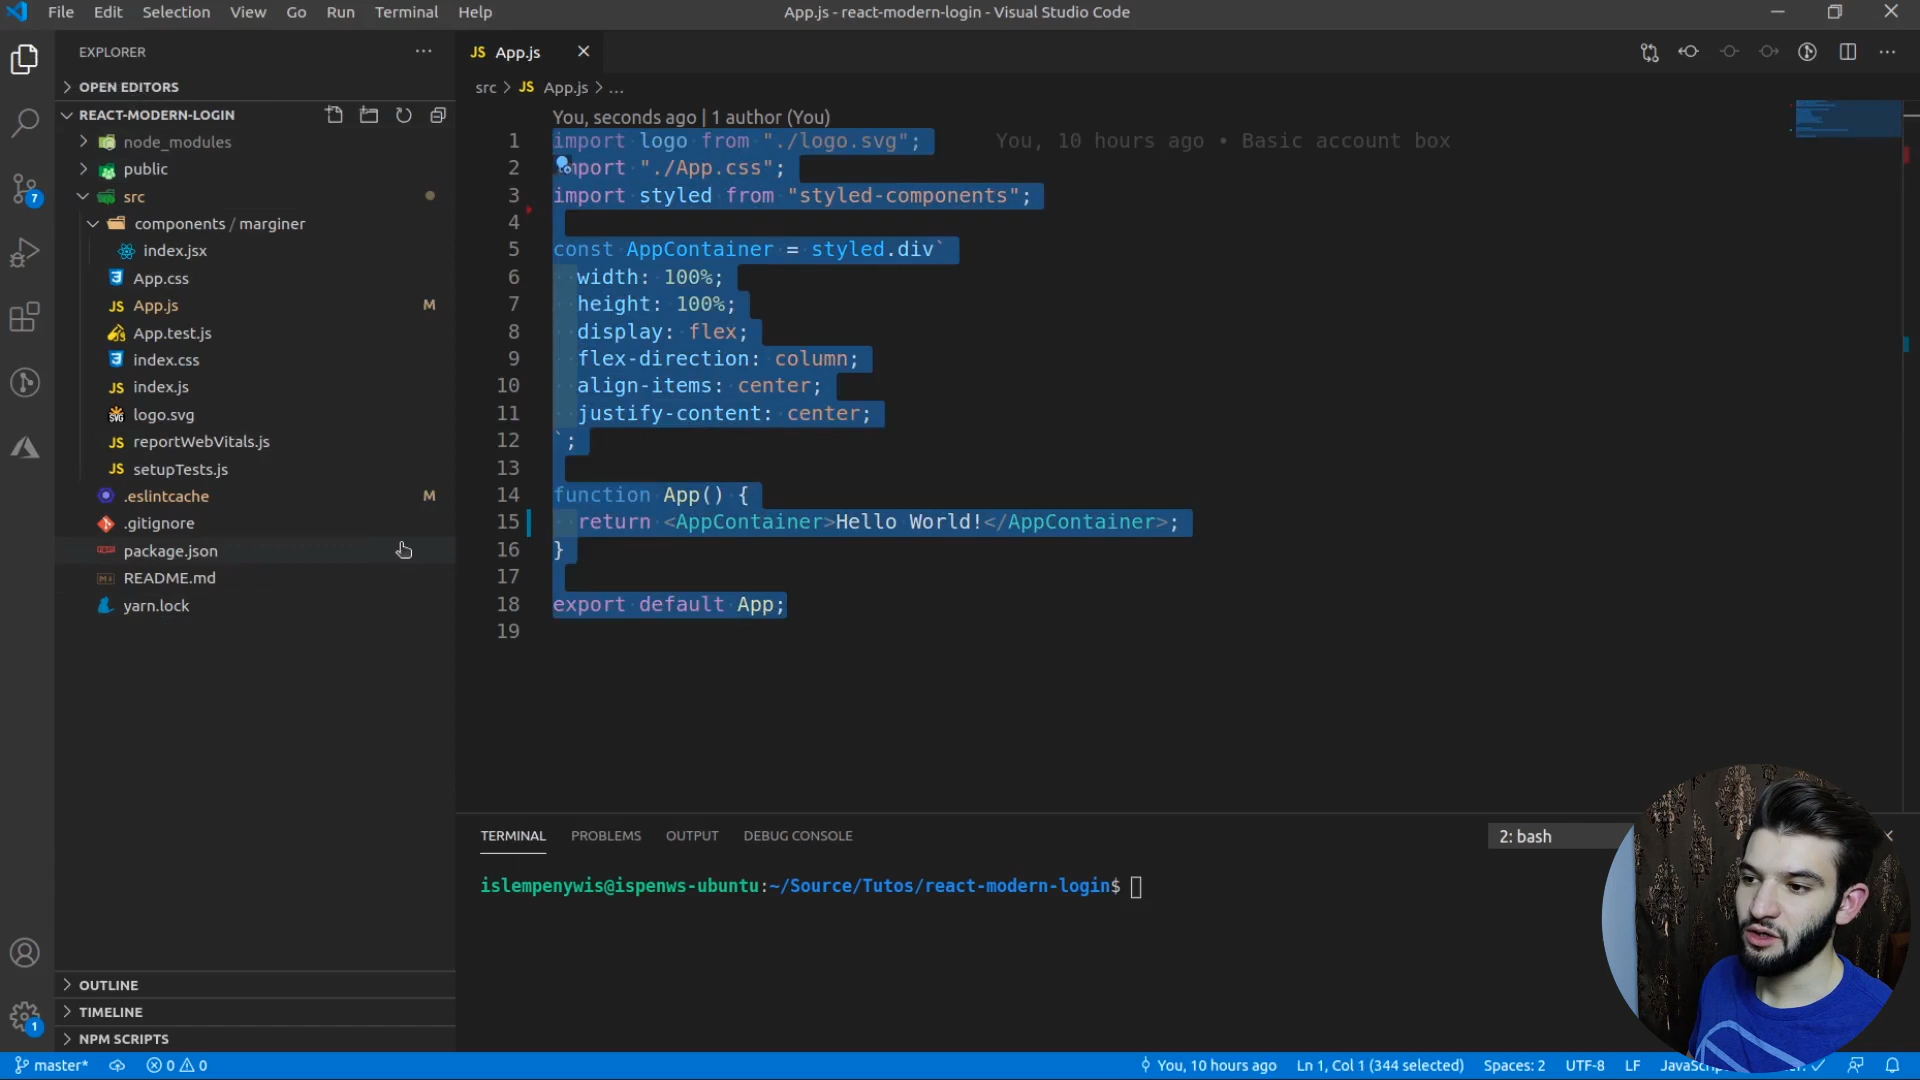 File Edit Selection View Go Run Terminal Help
App.js - react-modern-login - Visual Studio Code
EXPLORER
OPEN EDITORS
REACT-MODERN-LOGIN
node_modules
public
src
components / marginer
index.jsx
App.css
App.js M
App.test.js
index.css
index.js
logo.svg
reportWebVitals.js
setupTests.js
.eslintcache M
.gitignore
package.json
README.md
yarn.lock
OUTLINE
TIMELINE
NPM SCRIPTS
7
1
JS App.js
src > JS App.js > ...
You, seconds ago | 1 author (You)
1 import logo from "./logo.svg"; You, 10 hours ago • Basic account box
2 import "./App.css";
3 import styled from "styled-components";
4
5 const AppContainer = styled.div`
6 width: 100%;
7 height: 100%;
8 display: flex;
9 flex-direction: column;
10 align-items: center;
11 justify-content: center;
12 `;
13
14 function App() {
15 return <AppContainer>Hello World!</AppContainer>;
16 }
17
18 export default App;
19
TERMINAL PROBLEMS OUTPUT DEBUG CONSOLE
2: bash
islempenywis@ispenws-ubuntu:~/Source/Tutos/react-modern-login$
master* 0 0
You, 10 hours ago Ln 1, Col 1 (344 selected) Spaces: 2 UTF-8 LF